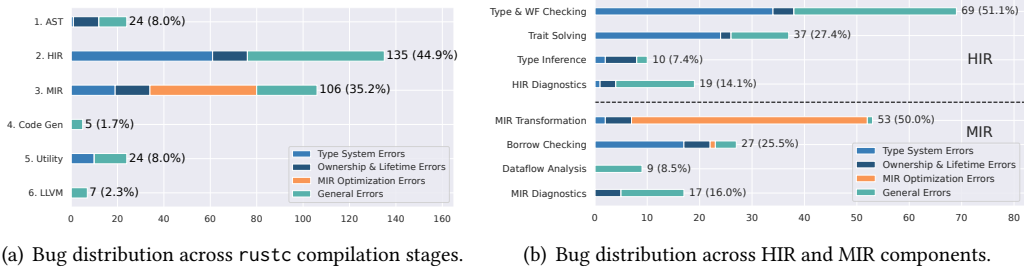 1. AST
24 (8.0%)
2. HIR
135 (44.9%)
3. MIR
106 (35.2%)
4. Code Gen
5 (1.7%)
5. Utility
24 (8.0%)
6. LLVM
7 (2.3%)
Type System Errors
Ownership & Lifetime Errors
MIR Optimization Errors
General Errors
0 20 40 60 80 100 120 140 160
(a) Bug distribution across rustc compilation stages.
Type & WF Checking
69 (51.1%)
Trait Solving
37 (27.4%)
Type Inference
10 (7.4%)
HIR
HIR Diagnostics
19 (14.1%)
MIR Transformation
53 (50.0%)
MIR
Borrow Checking
27 (25.5%)
Dataflow Analysis
9 (8.5%)
MIR Diagnostics
17 (16.0%)
Type System Errors
Ownership & Lifetime Errors
MIR Optimization Errors
General Errors
0 10 20 30 40 50 60 70 80
(b) Bug distribution across HIR and MIR components.